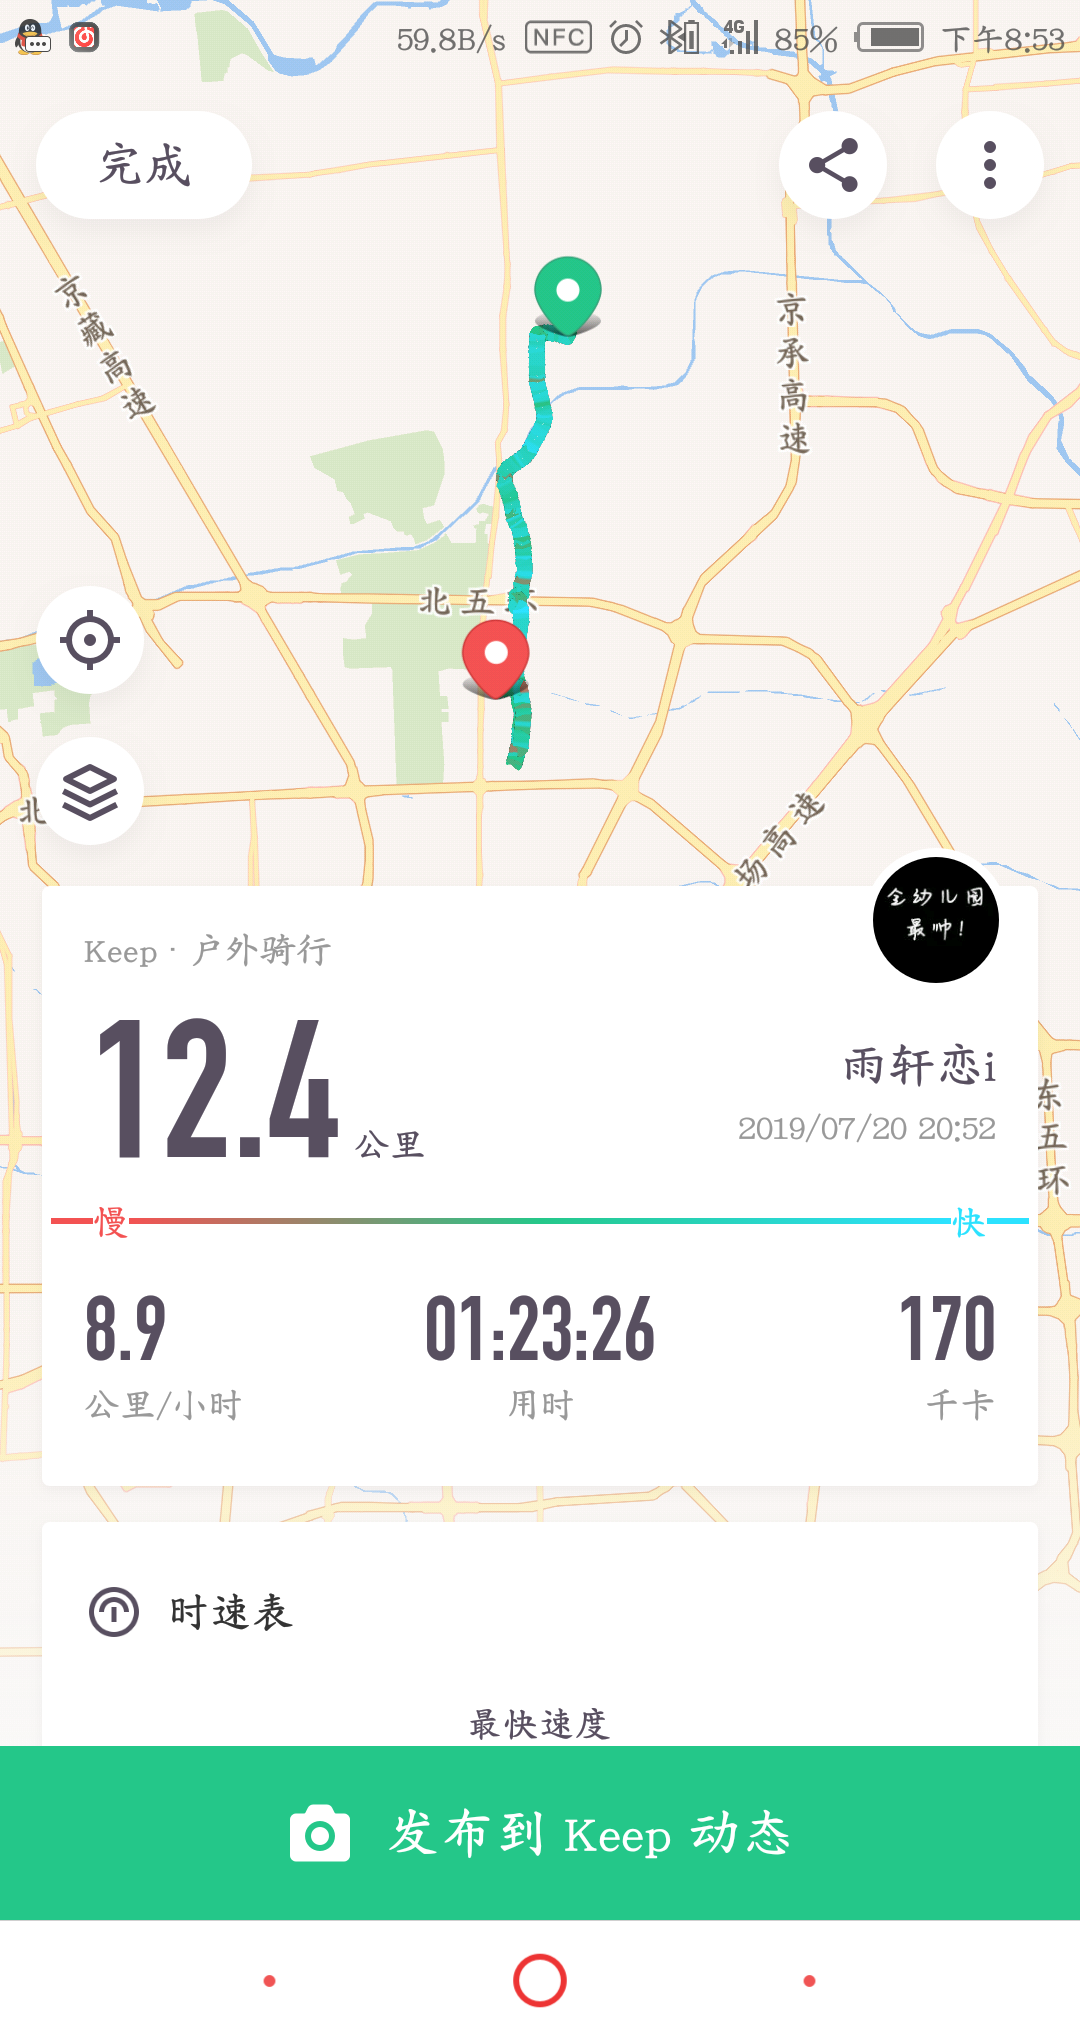 59.8B/s NFC 4G 85% 下午8:53
完成
京藏高速
京承高速
北五
北
场高速
全幼儿园
最帅!
Keep · 户外骑行
12.4 公里
雨轩恋i
2019/07/20 20:52
东五环
慢 快
8.9 01:23:26 170
公里/小时 用时 千卡
时速表
最快速度
发布到 Keep 动态